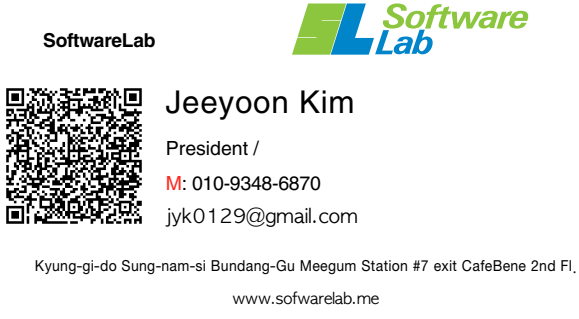 SoftwareLab
SL Software
Lab
Jeeyoon Kim
President /
M: 010-9348-6870
jyk0129@gmail.com
Kyung-gi-do Sung-nam-si Bundang-Gu Meegum Station #7 exit CafeBene 2nd Fl.
www.sofwarelab.me